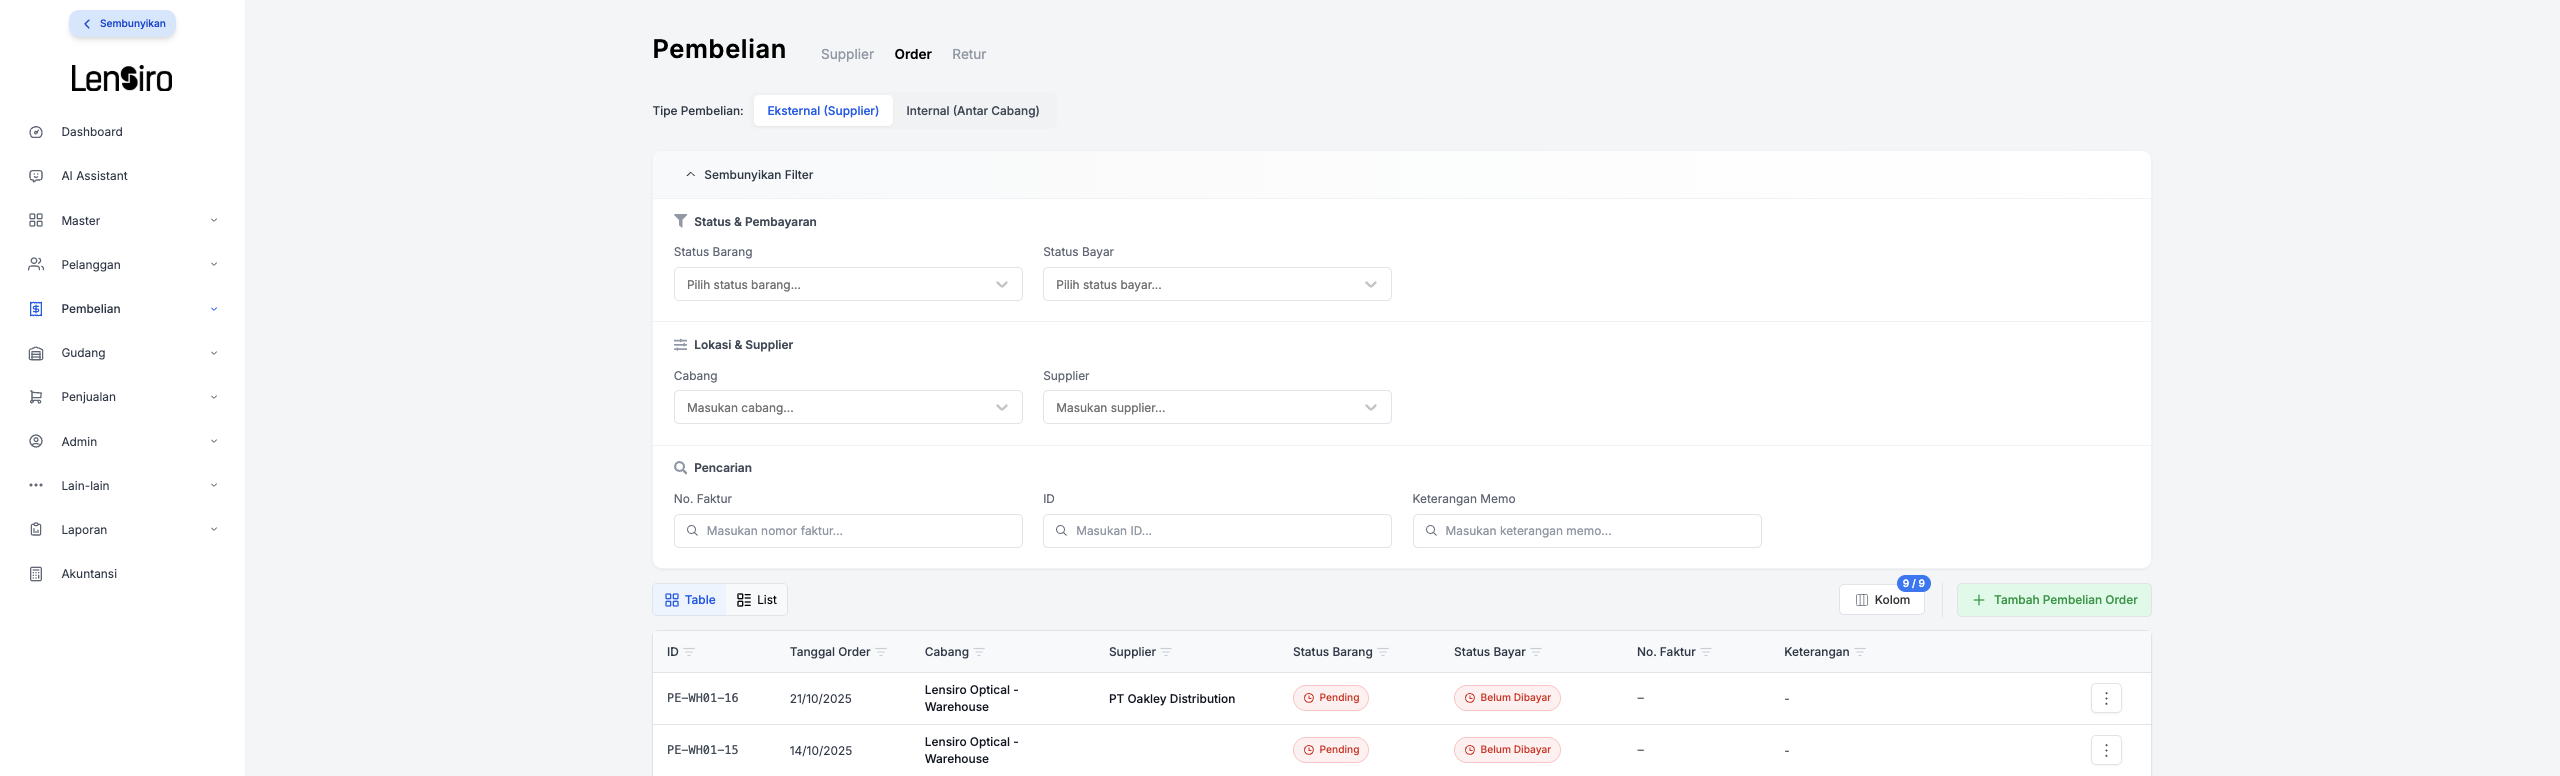 Sembunyikan
Lensiro
Dashboard
AI Assistant
Master
Pelanggan
Pembelian
Gudang
Penjualan
Admin
Lain-lain
Laporan
Akuntansi
Pembelian Supplier Order Retur
Tipe Pembelian: Eksternal (Supplier) Internal (Antar Cabang)
Sembunyikan Filter
Status & Pembayaran
Status Barang Status Bayar
Pilih status barang... Pilih status bayar...
Lokasi & Supplier
Cabang Supplier
Masukan cabang... Masukan supplier...
Pencarian
No. Faktur ID Keterangan Memo
Masukan nomor faktur... Masukan ID... Masukan keterangan memo...
9 / 9
Table List Kolom Tambah Pembelian Order
ID Tanggal Order Cabang Supplier Status Barang Status Bayar No. Faktur Keterangan
PE-WH01-16 21/10/2025 Lensiro Optical - PT Oakley Distribution Pending Belum Dibayar – -
Warehouse
PE-WH01-15 14/10/2025 Lensiro Optical - Pending Belum Dibayar – -
Warehouse